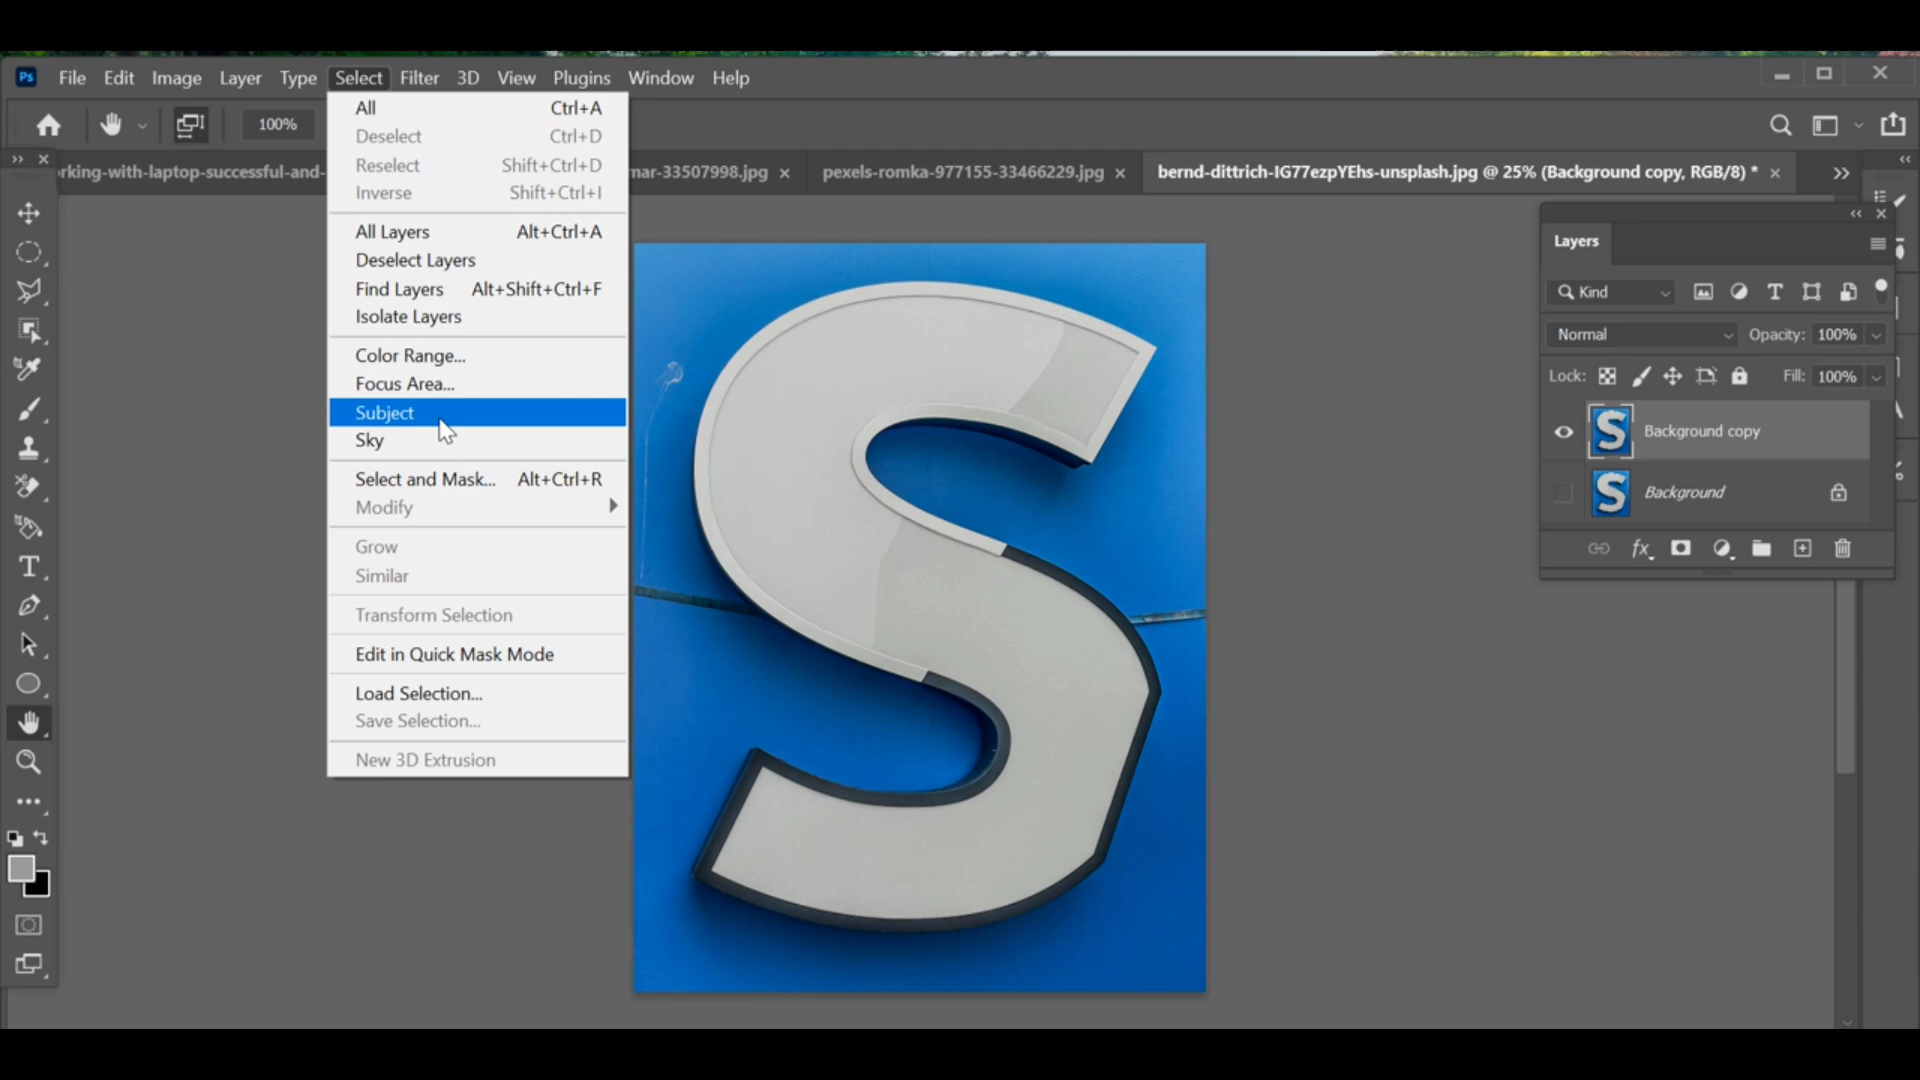 Ps File Edit Image Layer Type Select Filter 3D View Plugins Window Help
100%
rking-with-laptop-successful-and-
mar-33507998.jpg ×
pexels-romka-977155-33466229.jpg ×
bernd-dittrich-IG77ezpYEhs-unsplash.jpg @ 25% (Background copy, RGB/8) * ×
All Ctrl+A
Deselect Ctrl+D
Reselect Shift+Ctrl+D
Inverse Shift+Ctrl+I
All Layers Alt+Ctrl+A
Deselect Layers
Find Layers Alt+Shift+Ctrl+F
Isolate Layers
Color Range...
Focus Area...
Subject
Sky
Select and Mask... Alt+Ctrl+R
Modify
Grow
Similar
Transform Selection
Edit in Quick Mask Mode
Load Selection...
Save Selection...
New 3D Extrusion
S
Layers
Kind
Normal Opacity: 100%
Lock: Fill: 100%
S Background copy
S Background
fx